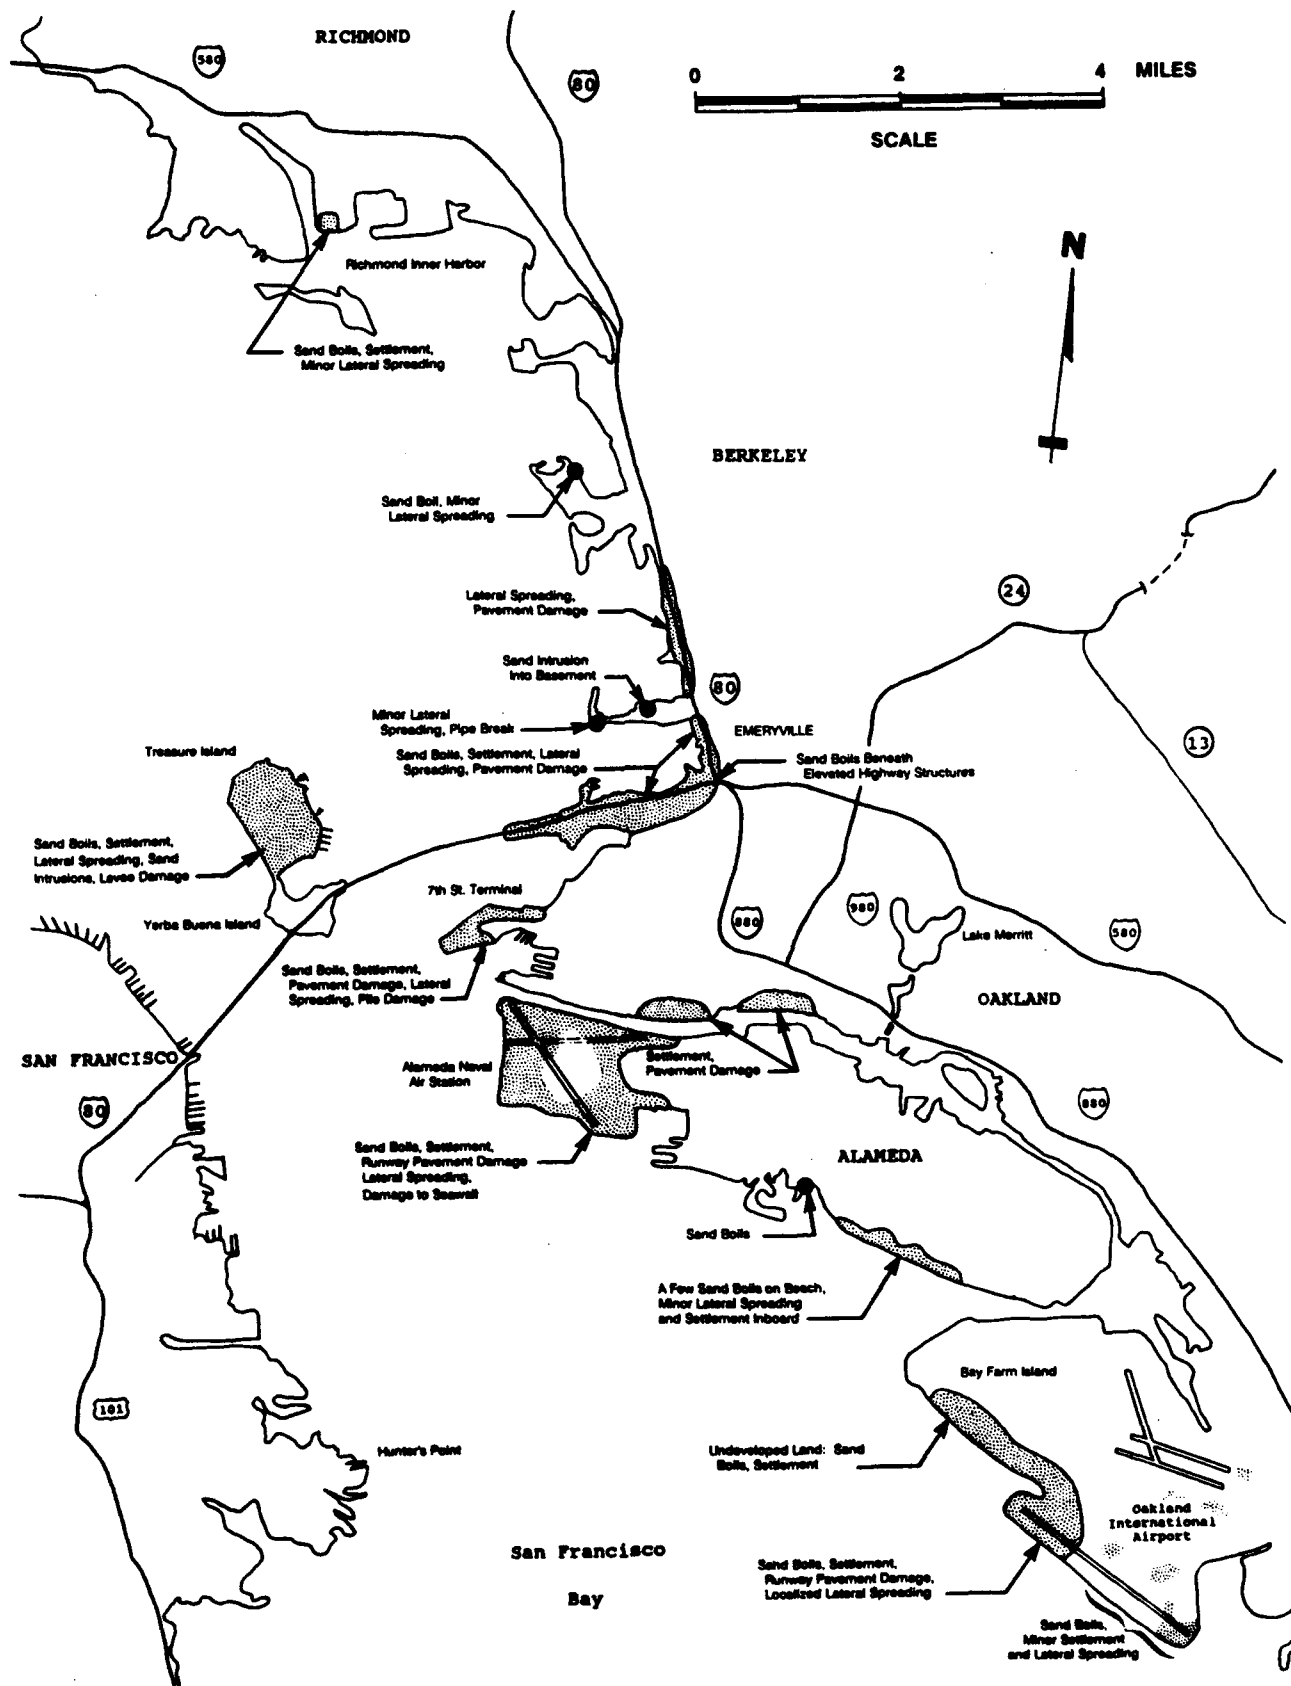 RICHMOND
580
80
0 2 4 MILES
SCALE
N
Richmond Inner Harbor
Sand Boils, Settlement,
Minor Lateral Spreading
BERKELEY
Sand Boil, Minor
Lateral Spreading
24
Lateral Spreading,
Pavement Damage
Sand Intrusion
Into Basement
80
Minor Lateral
Spreading, Pipe Break
EMERYVILLE
13
Treasure Island
Sand Boils, Settlement, Lateral
Spreading, Pavement Damage
Sand Boils Beneath
Elevated Highway Structures
Sand Boils, Settlement,
Lateral Spreading, Sand
Intrusions, Levee Damage
7th St. Terminal
Yerba Buena Island
880
980
Lake Merritt
580
Sand Boils, Settlement,
Pavement Damage, Lateral
Spreading, Pile Damage
OAKLAND
SAN FRANCISCO
Alameda Naval
Air Station
Settlement,
Pavement Damage
80
880
Sand Boils, Settlement,
Runway Pavement Damage
Lateral Spreading,
Damage to Seawall
ALAMEDA
Sand Boils
A Few Sand Boils on Beach,
Minor Lateral Spreading
and Settlement Inboard
Bay Farm Island
101
Hunter's Point
Undeveloped Land: Sand
Boils, Settlement
Oakland
International
Airport
San Francisco
Bay
Sand Boils, Settlement,
Runway Pavement Damage,
Localized Lateral Spreading
Sand Boils,
Minor Settlement
and Lateral Spreading